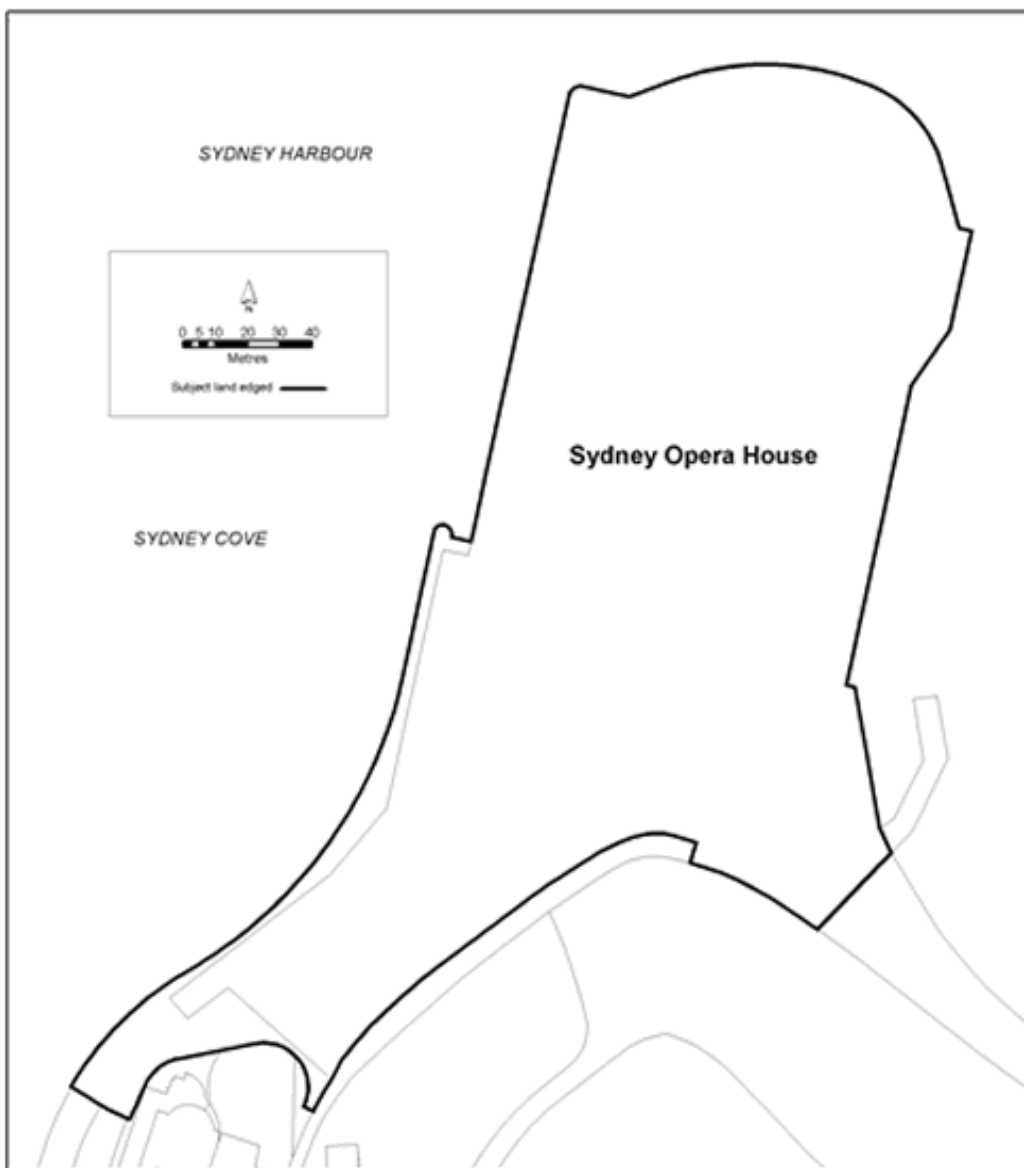 SYDNEY HARBOUR
N
0 5 10 20 30 40
Metres
Subject land edged
Sydney Opera House
SYDNEY COVE